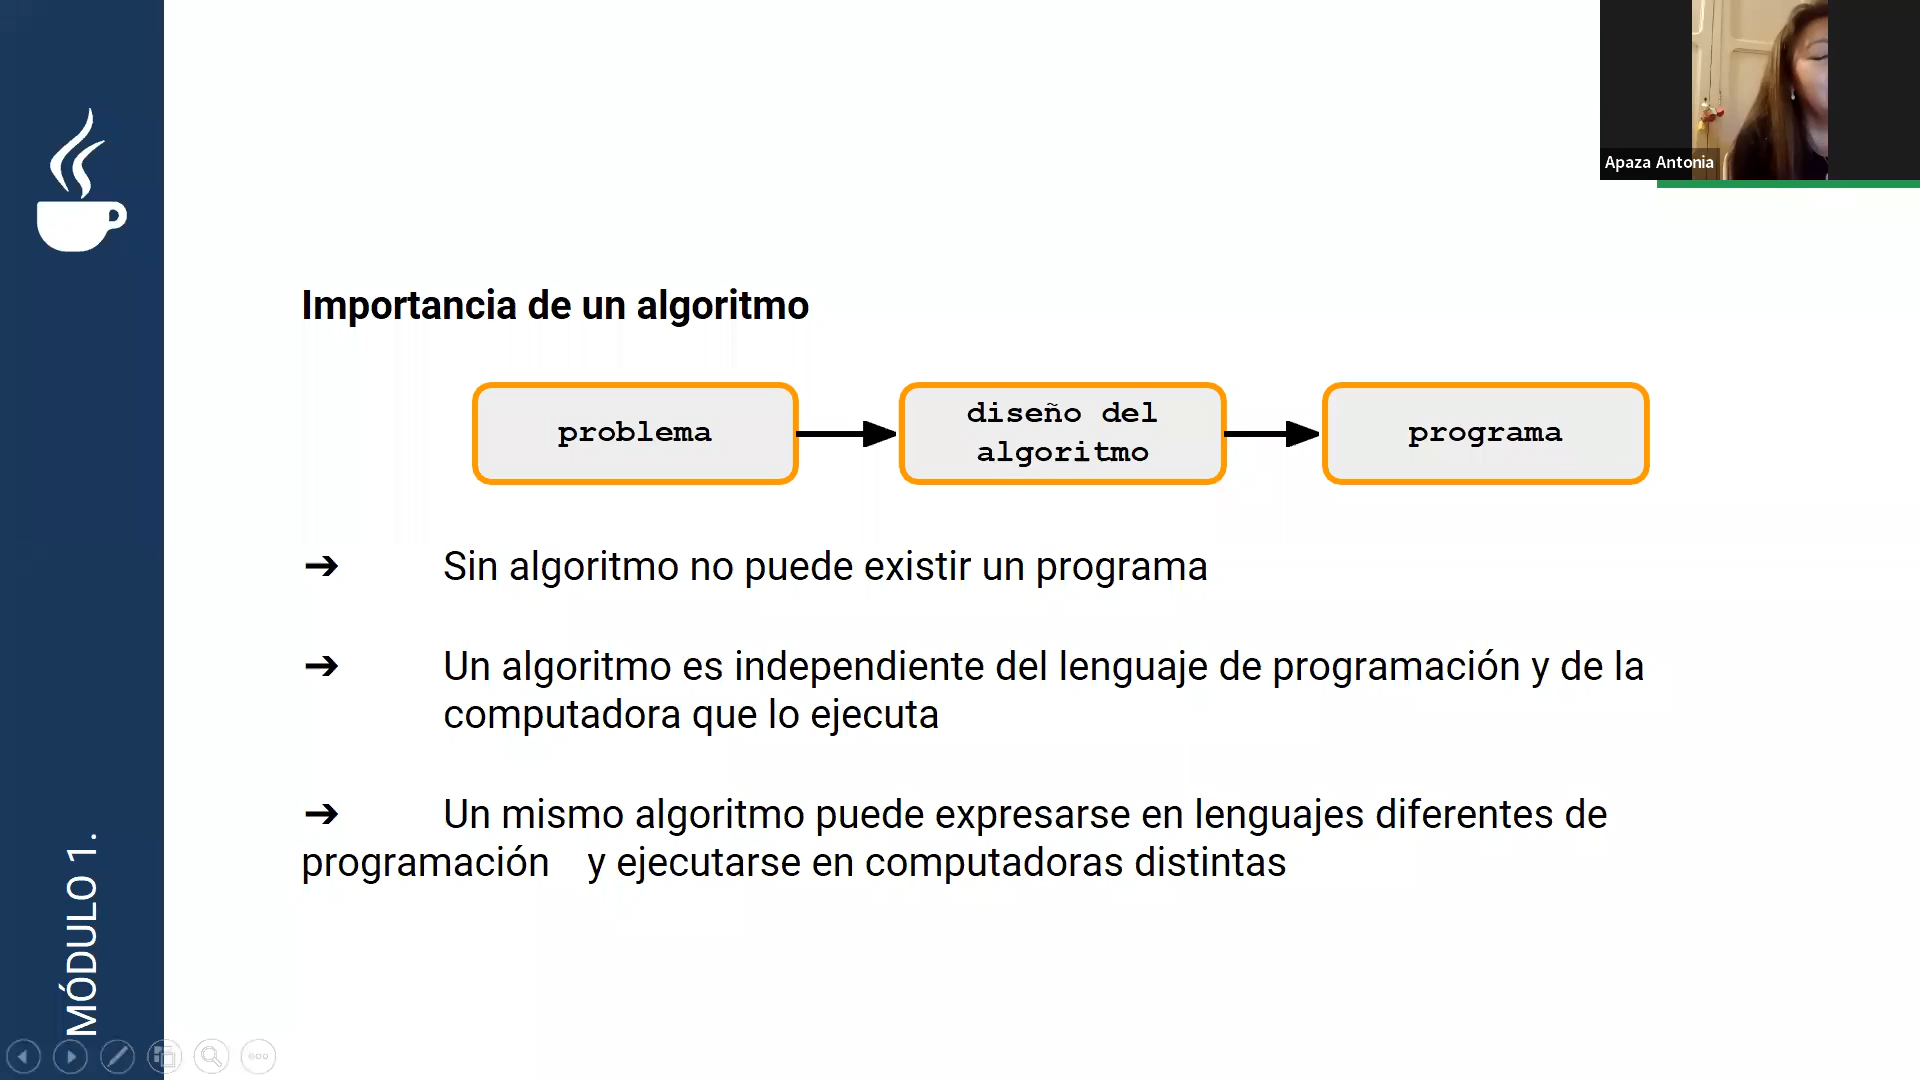 Apaza Antonia
Importancia de un algoritmo
problema
diseño del
algoritmo
programa
➔ Sin algoritmo no puede existir un programa
➔ Un algoritmo es independiente del lenguaje de programación y de la
computadora que lo ejecuta
➔ Un mismo algoritmo puede expresarse en lenguajes diferentes de
programación y ejecutarse en computadoras distintas
MÓDULO 1.